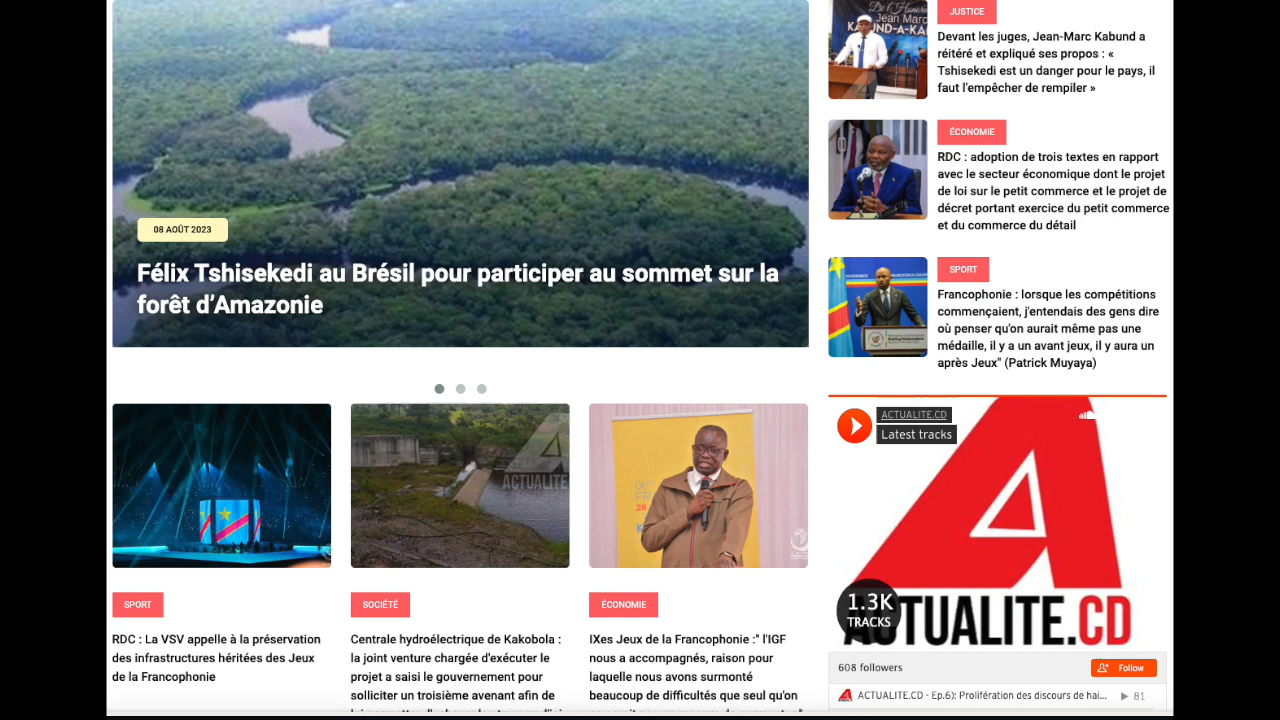 08 AOÛT 2023
Félix Tshisekedi au Brésil pour participer au sommet sur la
forêt d’Amazonie
De l'Honora
Jean Marc
KABUND-A-KA
JUSTICE
Devant les juges, Jean-Marc Kabund a
réitéré et expliqué ses propos : «
Tshisekedi est un danger pour le pays, il
faut l'empêcher de rempiler »
ÉCONOMIE
RDC : adoption de trois textes en rapport
avec le secteur économique dont le projet
de loi sur le petit commerce et le projet de
décret portant exercice du petit commerce
et du commerce du détail
SPORT
Francophonie : lorsque les compétitions
commençaient, j'entendais des gens dire
où penser qu'on aurait même pas une
médaille, il y a un avant jeux, il y aura un
après Jeux" (Patrick Muyaya)
ACTUALITE
SPORT
RDC : La VSV appelle à la préservation
des infrastructures héritées des Jeux
de la Francophonie
SOCIÉTÉ
Centrale hydroélectrique de Kakobola :
la joint venture chargée d'exécuter le
projet a saisi le gouvernement pour
solliciter un troisième avenant afin de
ÉCONOMIE
IXes Jeux de la Francophonie :" l'IGF
nous a accompagnés, raison pour
laquelle nous avons surmonté
beaucoup de difficultés que seul qu'on
ACTUALITE.CD
Latest tracks
1.3K
TRACKS
ACTUALITE.CD
608 followers
Follow
ACTUALITE.CD - Ep.6): Prolifération des discours de hai...
81